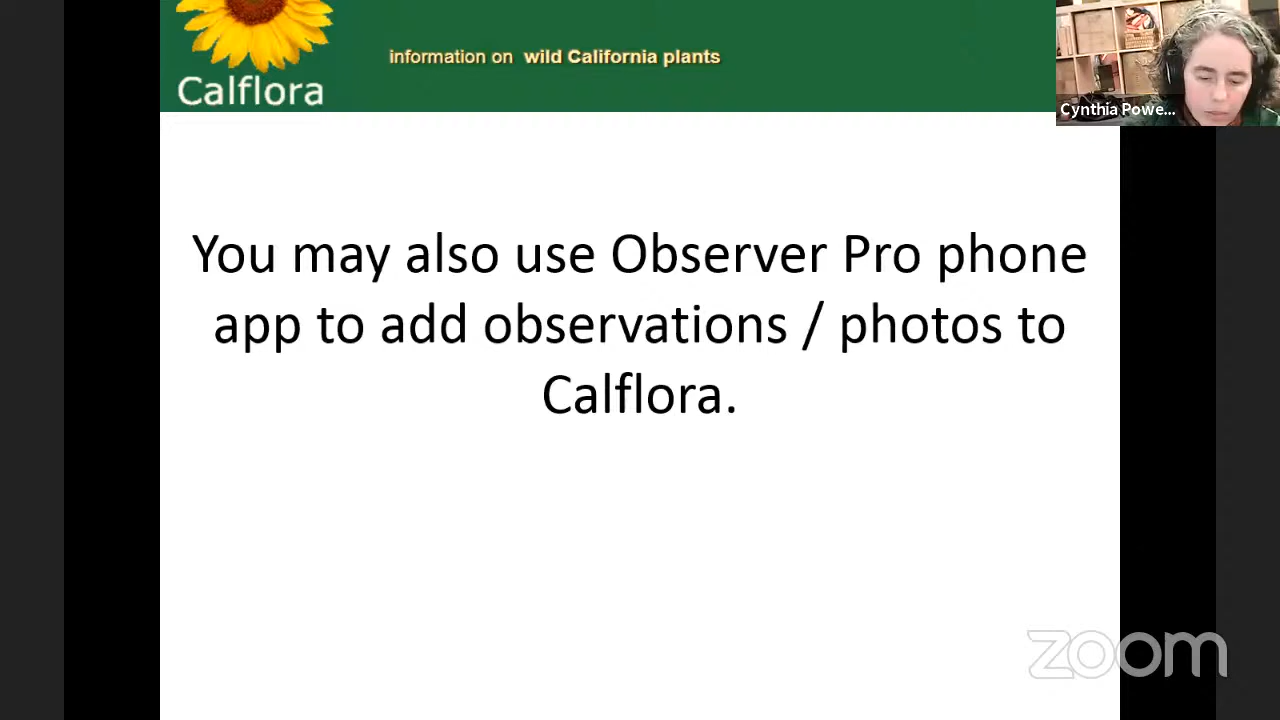 Calflora
information on wild California plants
Cynthia Powe...
You may also use Observer Pro phone
app to add observations / photos to
Calflora.
zoom